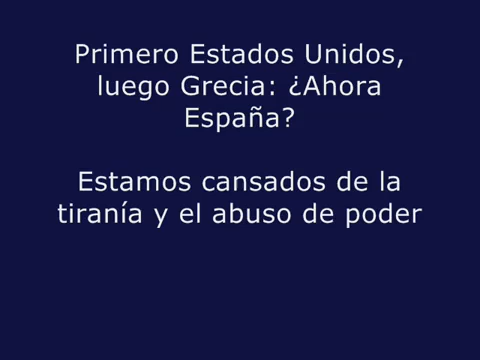 Primero Estados Unidos,
luego Grecia: ¿Ahora
España?
Estamos cansados de la
tiranía y el abuso de poder